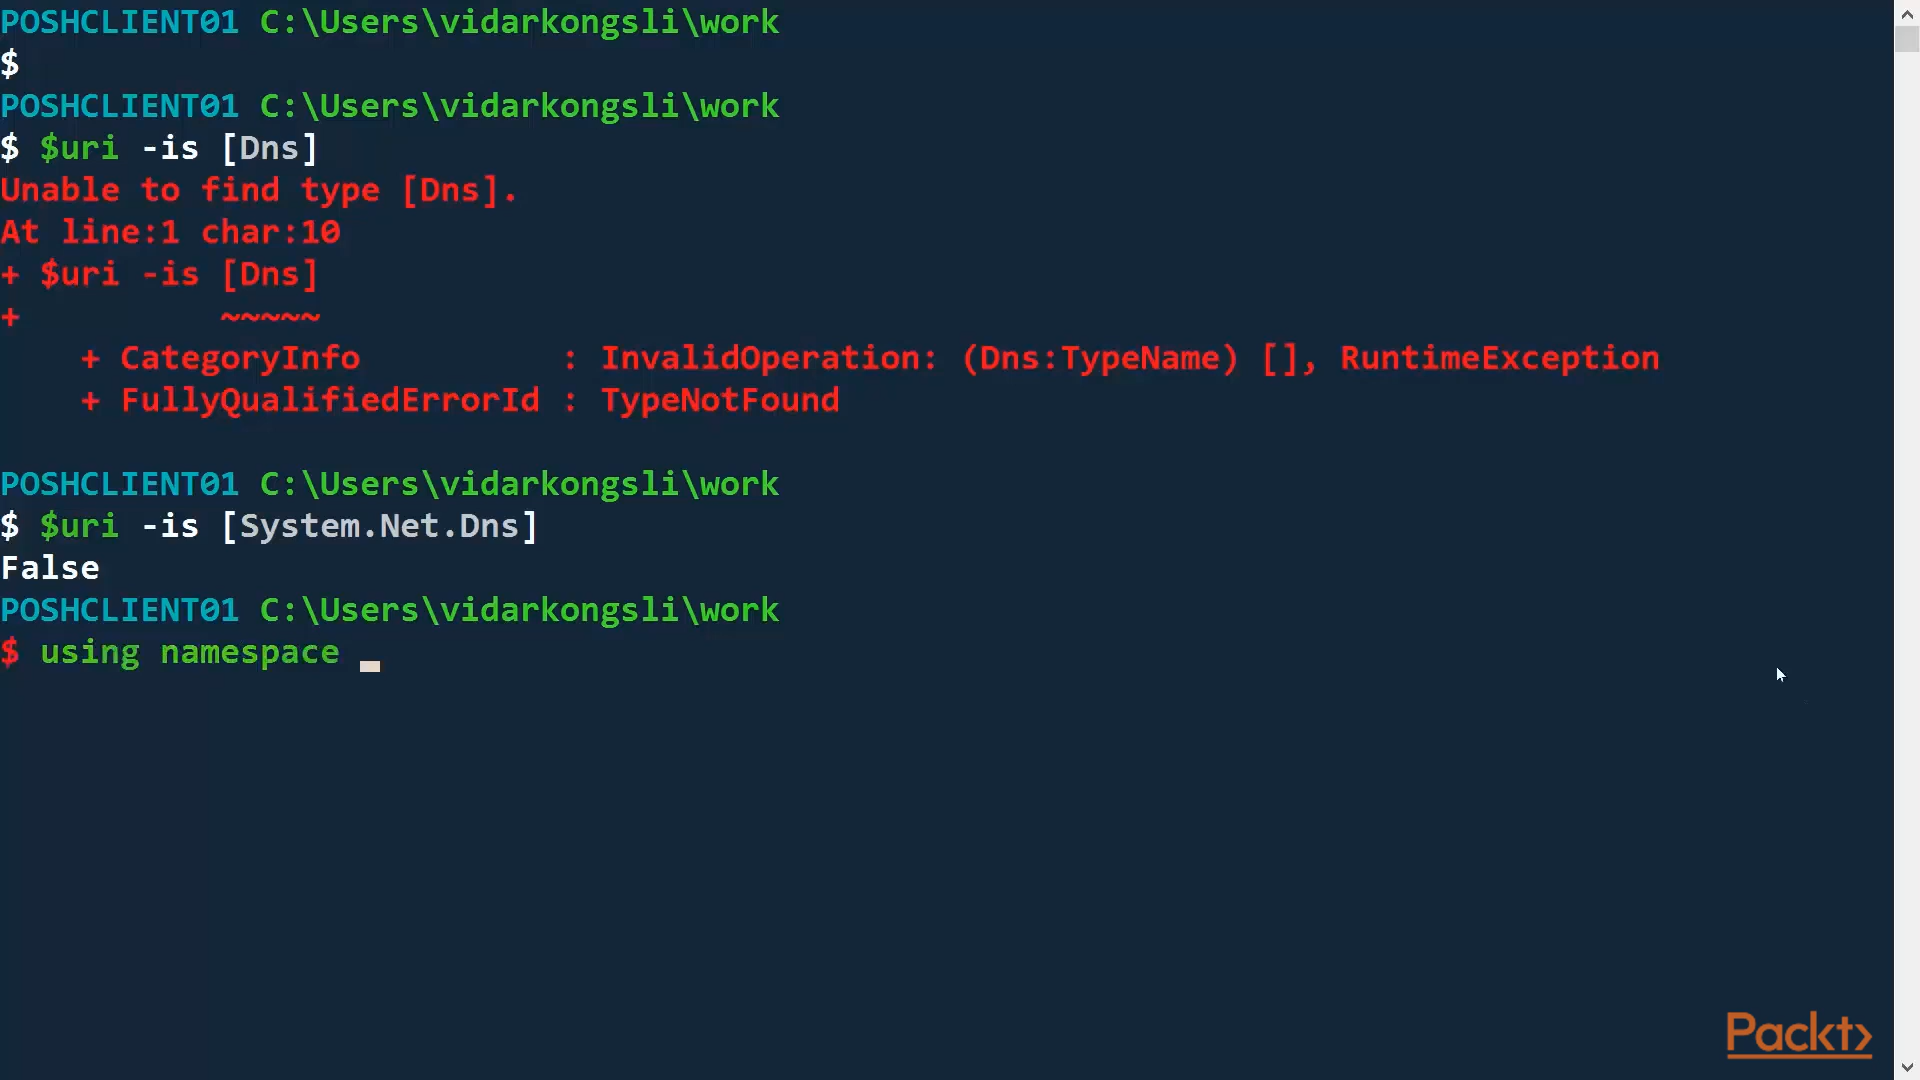 POSHCLIENT01 C:\Users\vidarkongsli\work
$
POSHCLIENT01 C:\Users\vidarkongsli\work
$ $uri -is [Dns]
Unable to find type [Dns].
At line:1 char:10
+ $uri -is [Dns]
+          ~~~~~
    + CategoryInfo          : InvalidOperation: (Dns:TypeName) [], RuntimeException
    + FullyQualifiedErrorId : TypeNotFound
POSHCLIENT01 C:\Users\vidarkongsli\work
$ $uri -is [System.Net.Dns]
False
POSHCLIENT01 C:\Users\vidarkongsli\work
$ using namespace _
Packt>